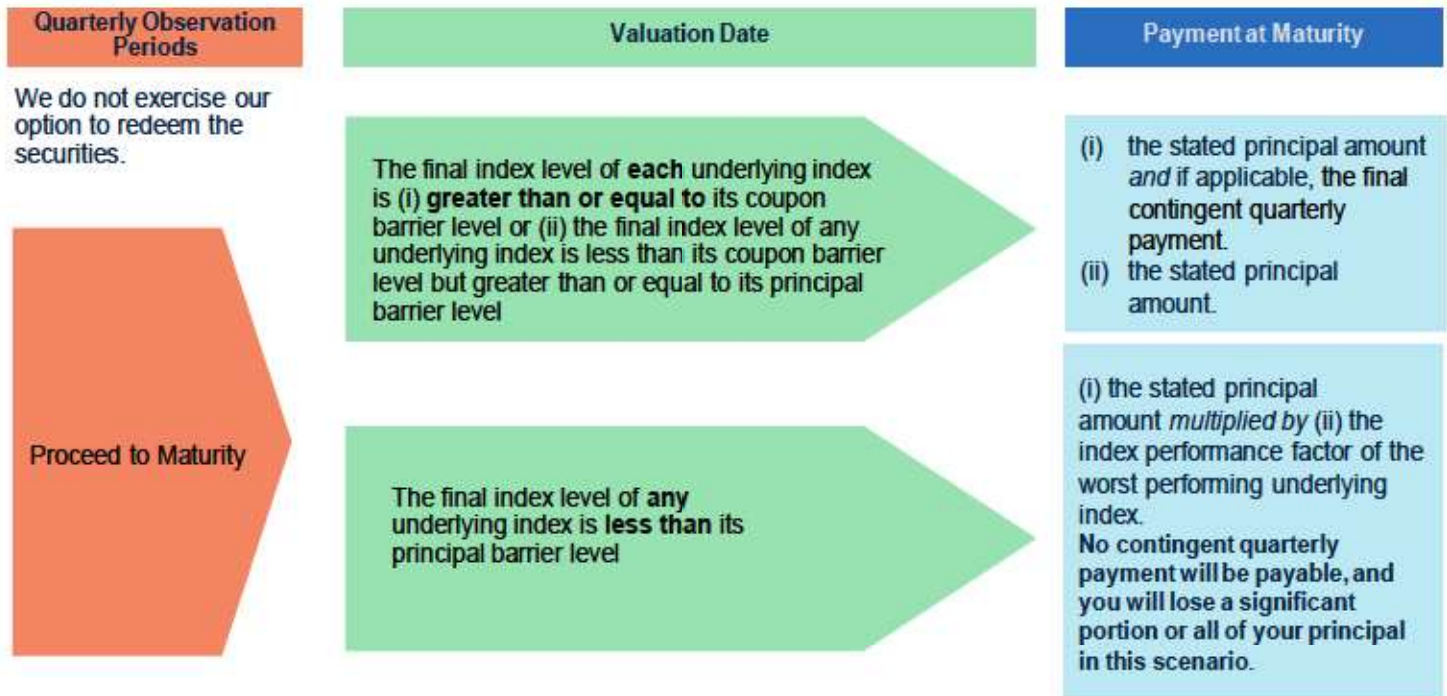 Quarterly Observation
Periods
Valuation Date
Payment at Maturity
We do not exercise our
option to redeem the
securities.
Proceed to Maturity
The final index level of each underlying index
is (i) greater than or equal to its coupon
barrier level or (ii) the final index level of any
underlying index is less than its coupon barrier
level but greater than or equal to its principal
barrier level
(i) the stated principal amount
and if applicable, the final
contingent quarterly
payment.
(ii) the stated principal
amount.
The final index level of any
underlying index is less than its
principal barrier level
(i) the stated principal
amount multiplied by (ii) the
index performance factor of the
worst performing underlying
index.
No contingent quarterly
payment will be payable, and
you will lose a significant
portion or all of your principal
in this scenario.